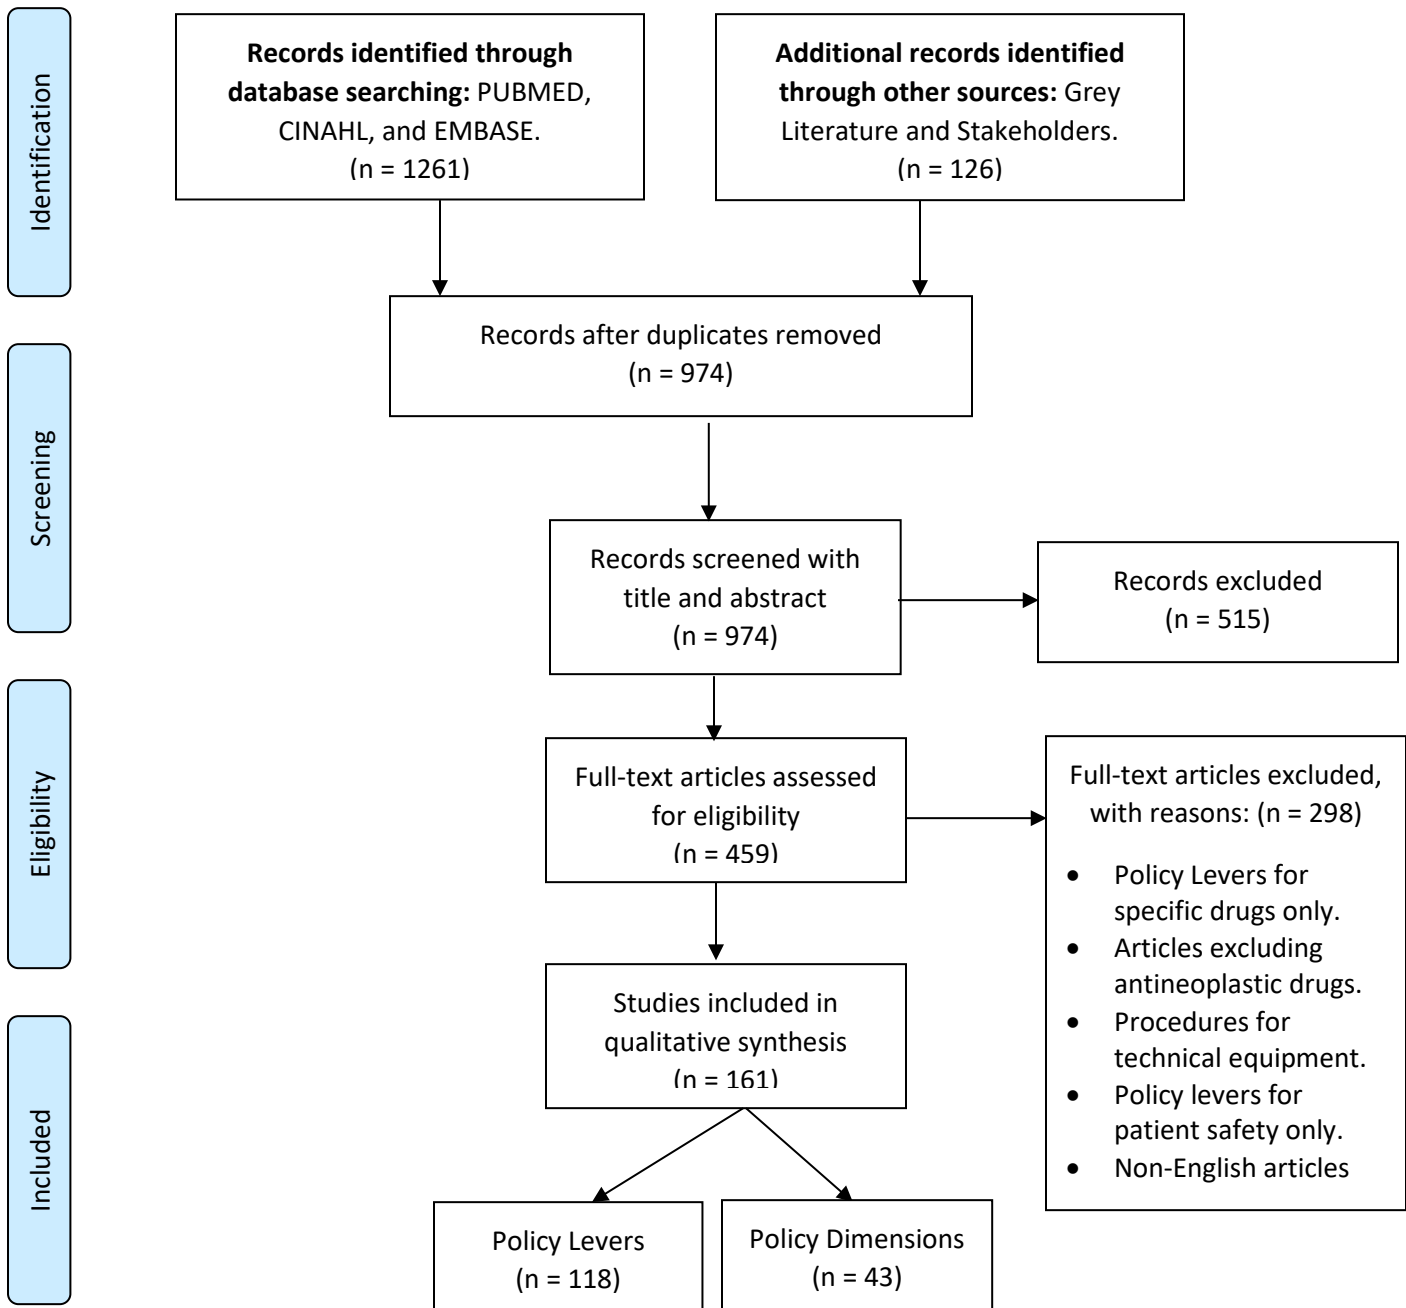 Identification
Records identified through
database searching: PUBMED,
CINAHL, and EMBASE.
(n = 1261)
Additional records identified
through other sources: Grey
Literature and Stakeholders.
(n = 126)
Records after duplicates removed
(n = 974)
Screening
Records screened with
title and abstract
(n = 974)
Records excluded
(n = 515)
Eligibility
Full-text articles assessed
for eligibility
(n = 459)
Full-text articles excluded,
with reasons: (n = 298)
• Policy Levers for
specific drugs only.
• Articles excluding
antineoplastic drugs.
• Procedures for
technical equipment.
• Policy levers for
patient safety only.
• Non-English articles
Included
Studies included in
qualitative synthesis
(n = 161)
Policy Levers
(n = 118)
Policy Dimensions
(n = 43)